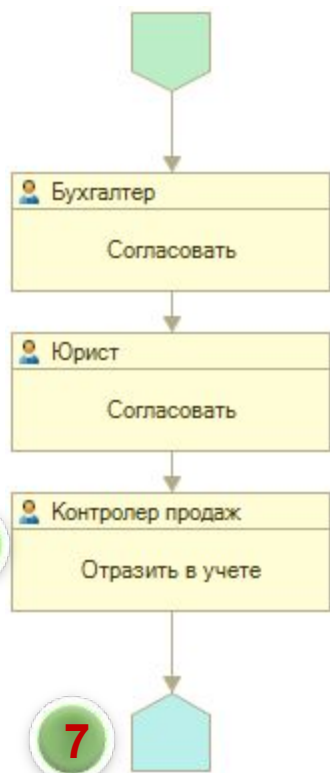 Бухгалтер
Согласовать
Юрист
Согласовать
Контролер продаж
Отразить в учете
7